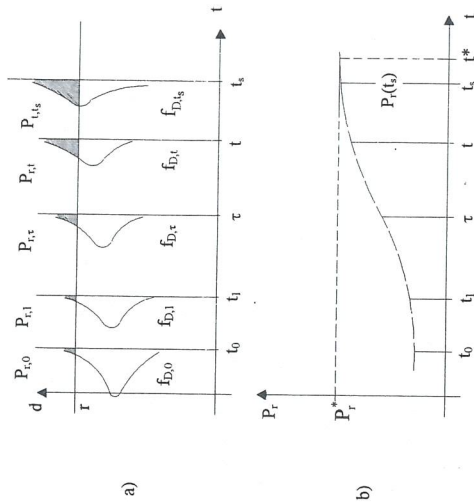 d P_r,0 P_r,1 P_r,τ P_r,t P_t,t_s
r
a) f_D,0 f_D,1 f_D,τ f_D,t f_D,t_s
t
t_0 t_1 τ t t_s
P_r
P_r^*
P_r(t_s)
b)
t_0 t_1 τ t t_s t* t